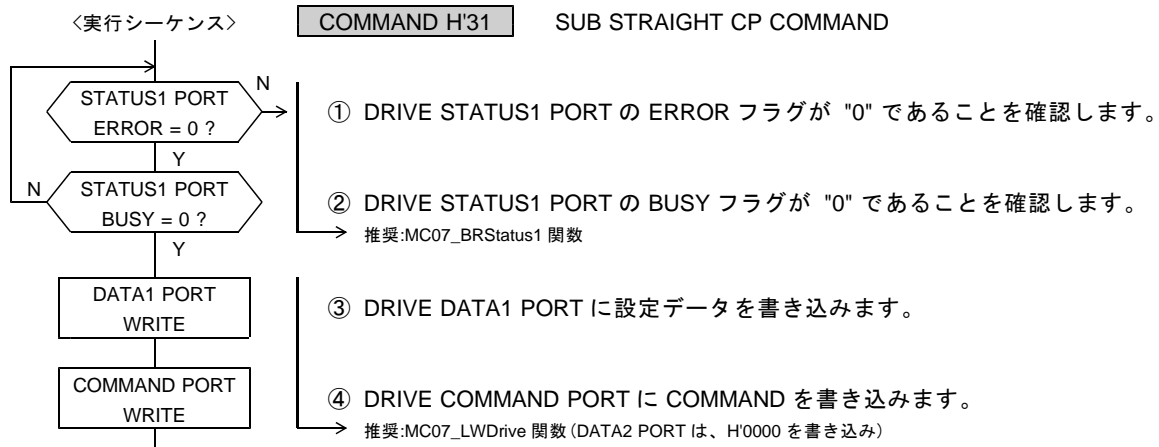 〈実行シーケンス〉 COMMAND H'31 SUB STRAIGHT CP COMMAND
N
STATUS1 PORT
ERROR = 0 ?
① DRIVE STATUS1 PORT の ERROR フラグが "0" であることを確認します。
Y
N
STATUS1 PORT
BUSY = 0 ?
② DRIVE STATUS1 PORT の BUSY フラグが "0" であることを確認します。
推奨:MC07_BRStatus1 関数
Y
DATA1 PORT
WRITE
③ DRIVE DATA1 PORT に設定データを書き込みます。
COMMAND PORT
WRITE
④ DRIVE COMMAND PORT に COMMAND を書き込みます。
推奨:MC07_LWDrive 関数(DATA2 PORT は、H'0000 を書き込み)